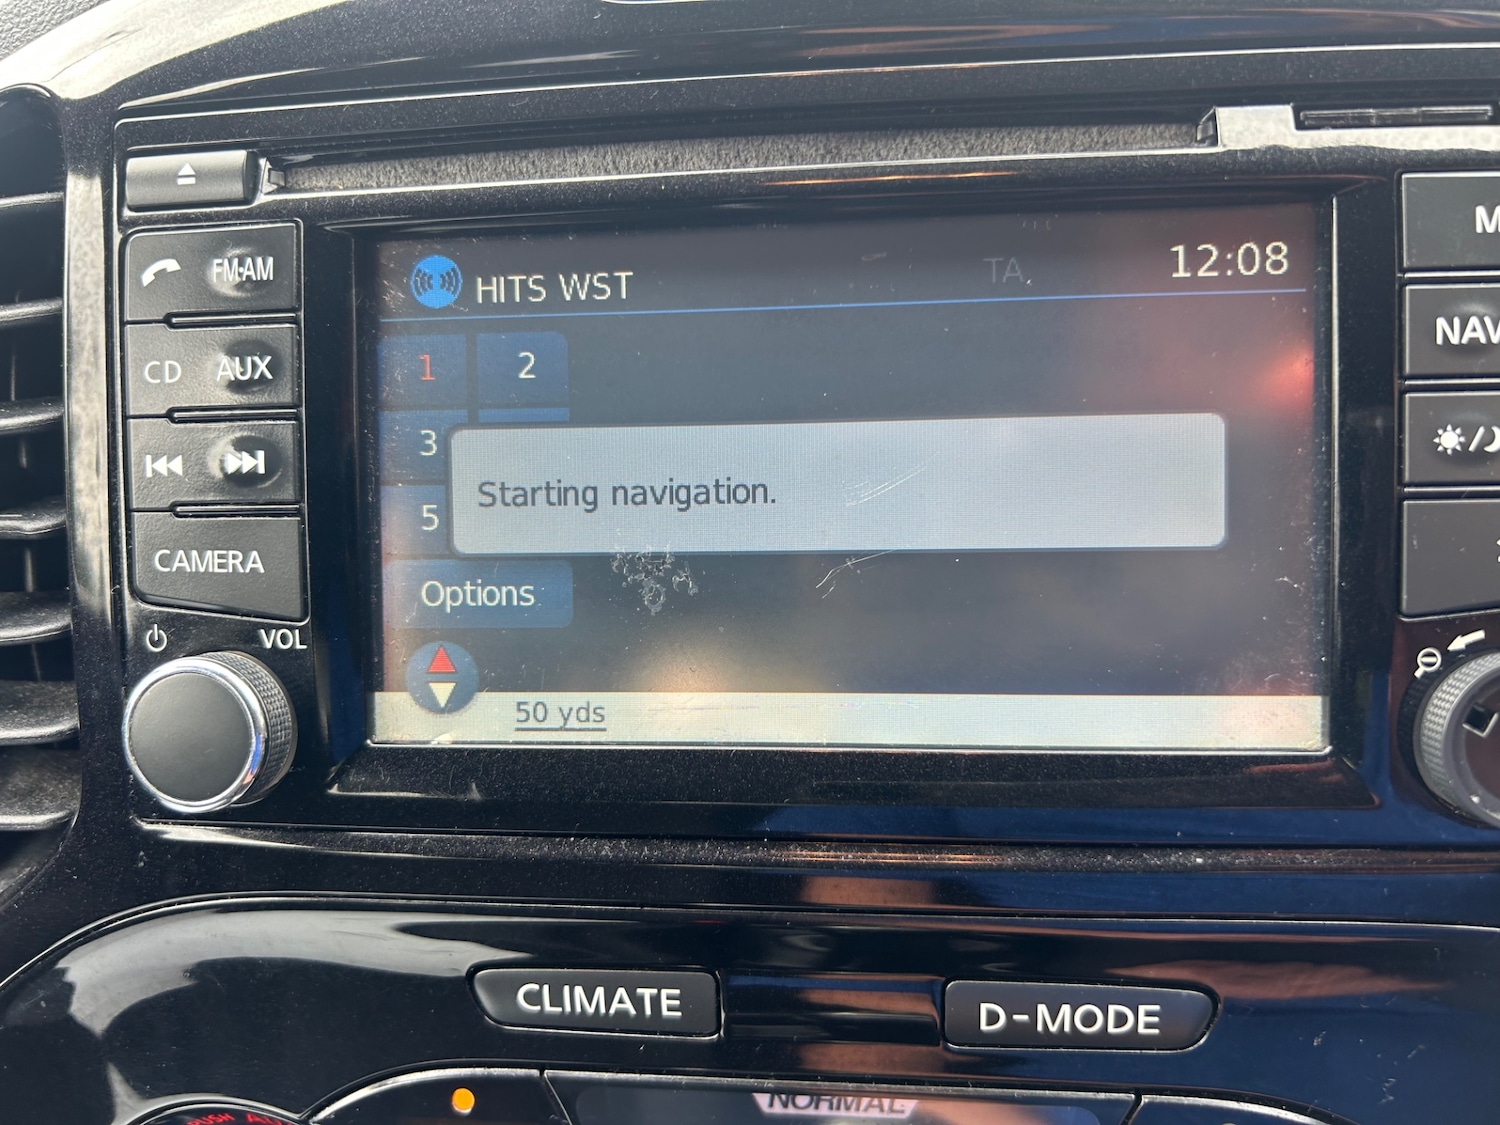 FM·AM
CD AUX
CAMERA
VOL
HITS WST
TA
12:08
1 2
3
5
Starting navigation.
Options
50 yds
CLIMATE
D-MODE
NORMAL
PUSH